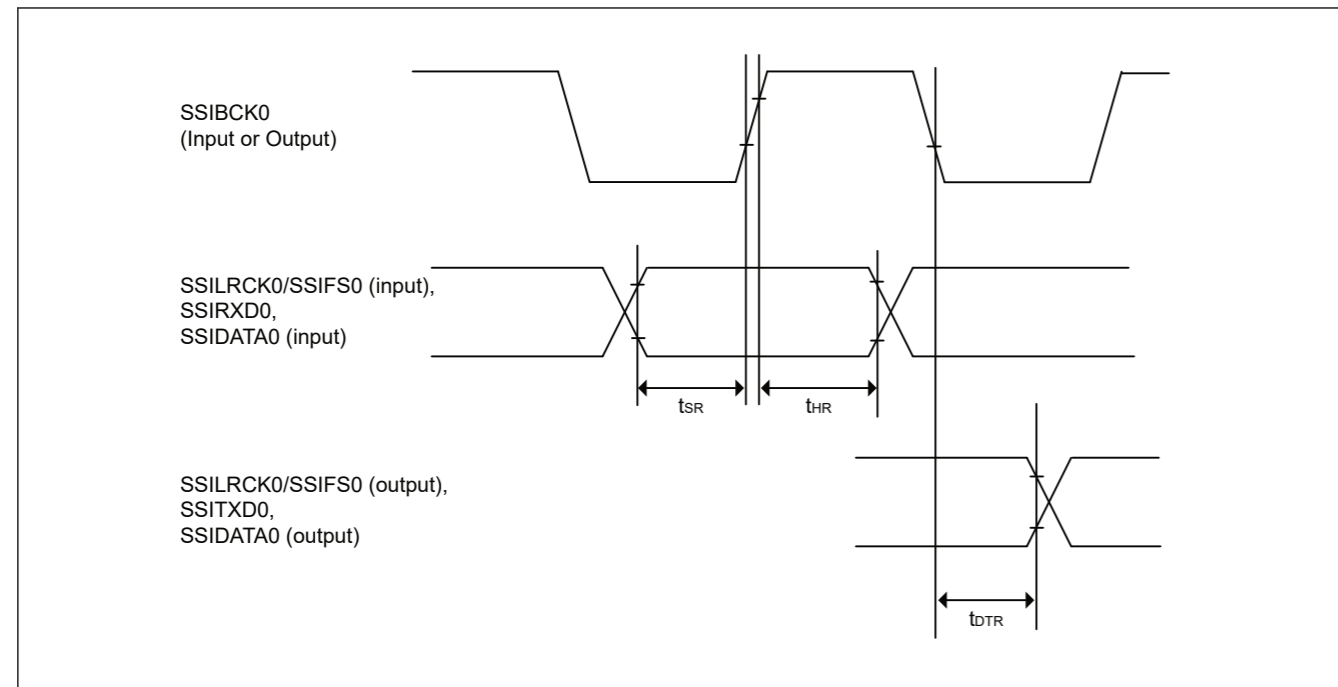 SSIBCK0
(Input or Output)
SSILRCK0/SSIFS0 (input),
SSIRXD0,
SSIDATA0 (input)
tSR
tHR
SSILRCK0/SSIFS0 (output),
SSITXD0,
SSIDATA0 (output)
tDTR